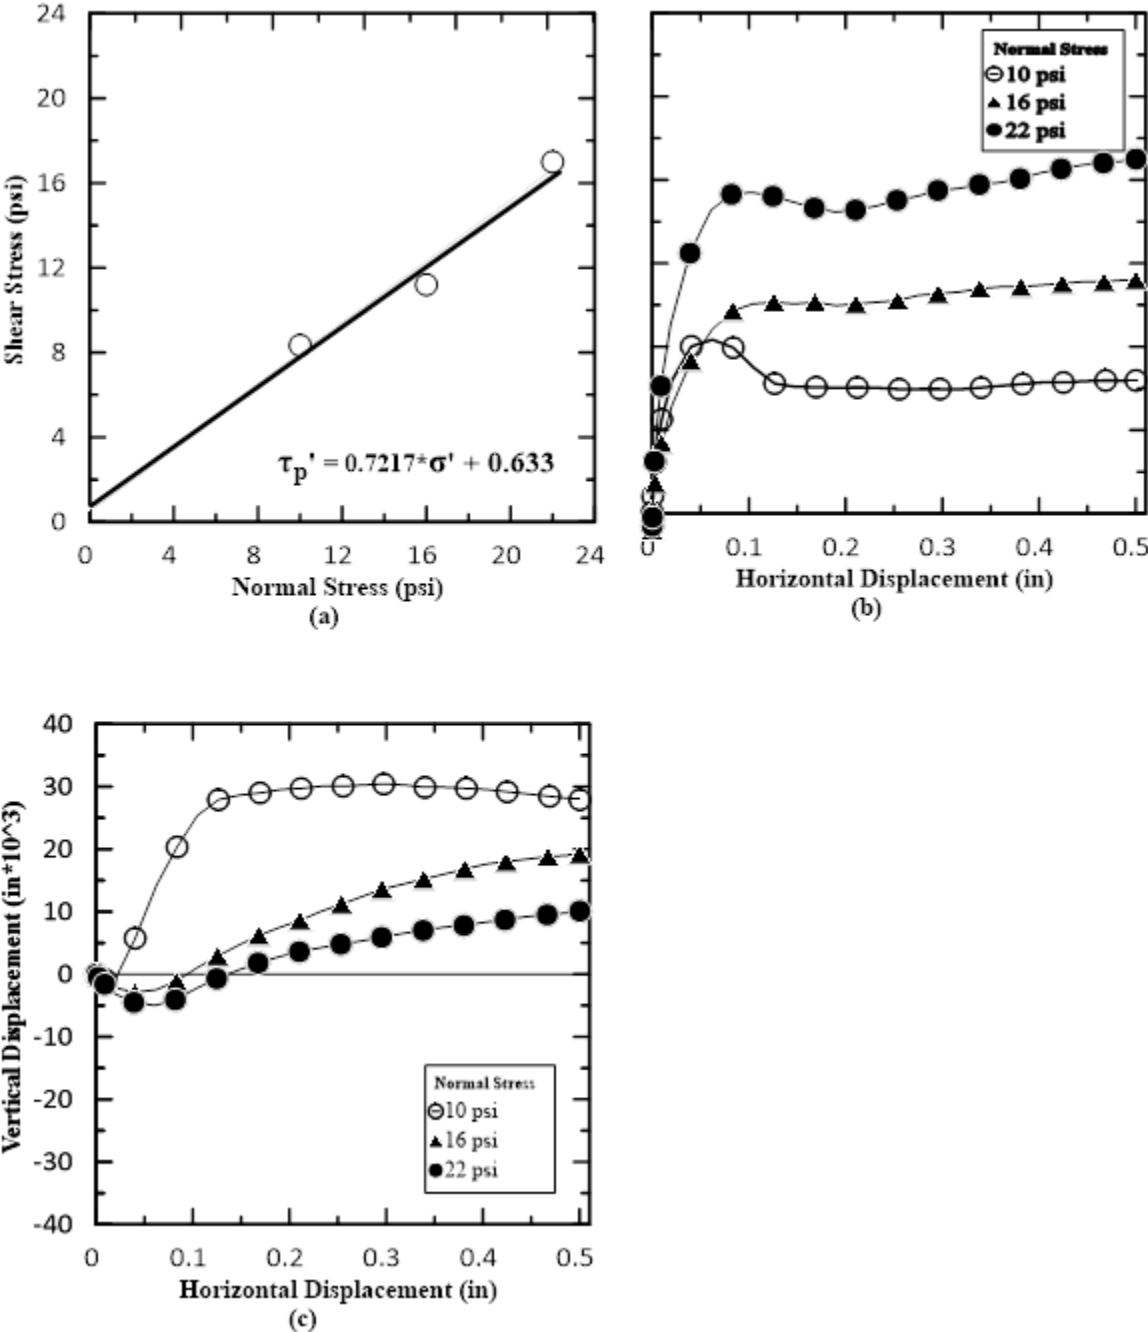 24
20
16
12
8
4
0
Shear Stress (psi)
τp' = 0.7217*σ' + 0.633
0 4 8 12 16 20 24
Normal Stress (psi)
(a)
Normal Stress
10 psi
16 psi
22 psi
0 0.1 0.2 0.3 0.4 0.5
Horizontal Displacement (in)
(b)
40
30
20
10
0
-10
-20
-30
-40
Vertical Displacement (in*10^3)
Normal Stress
10 psi
16 psi
22 psi
0 0.1 0.2 0.3 0.4 0.5
Horizontal Displacement (in)
(c)